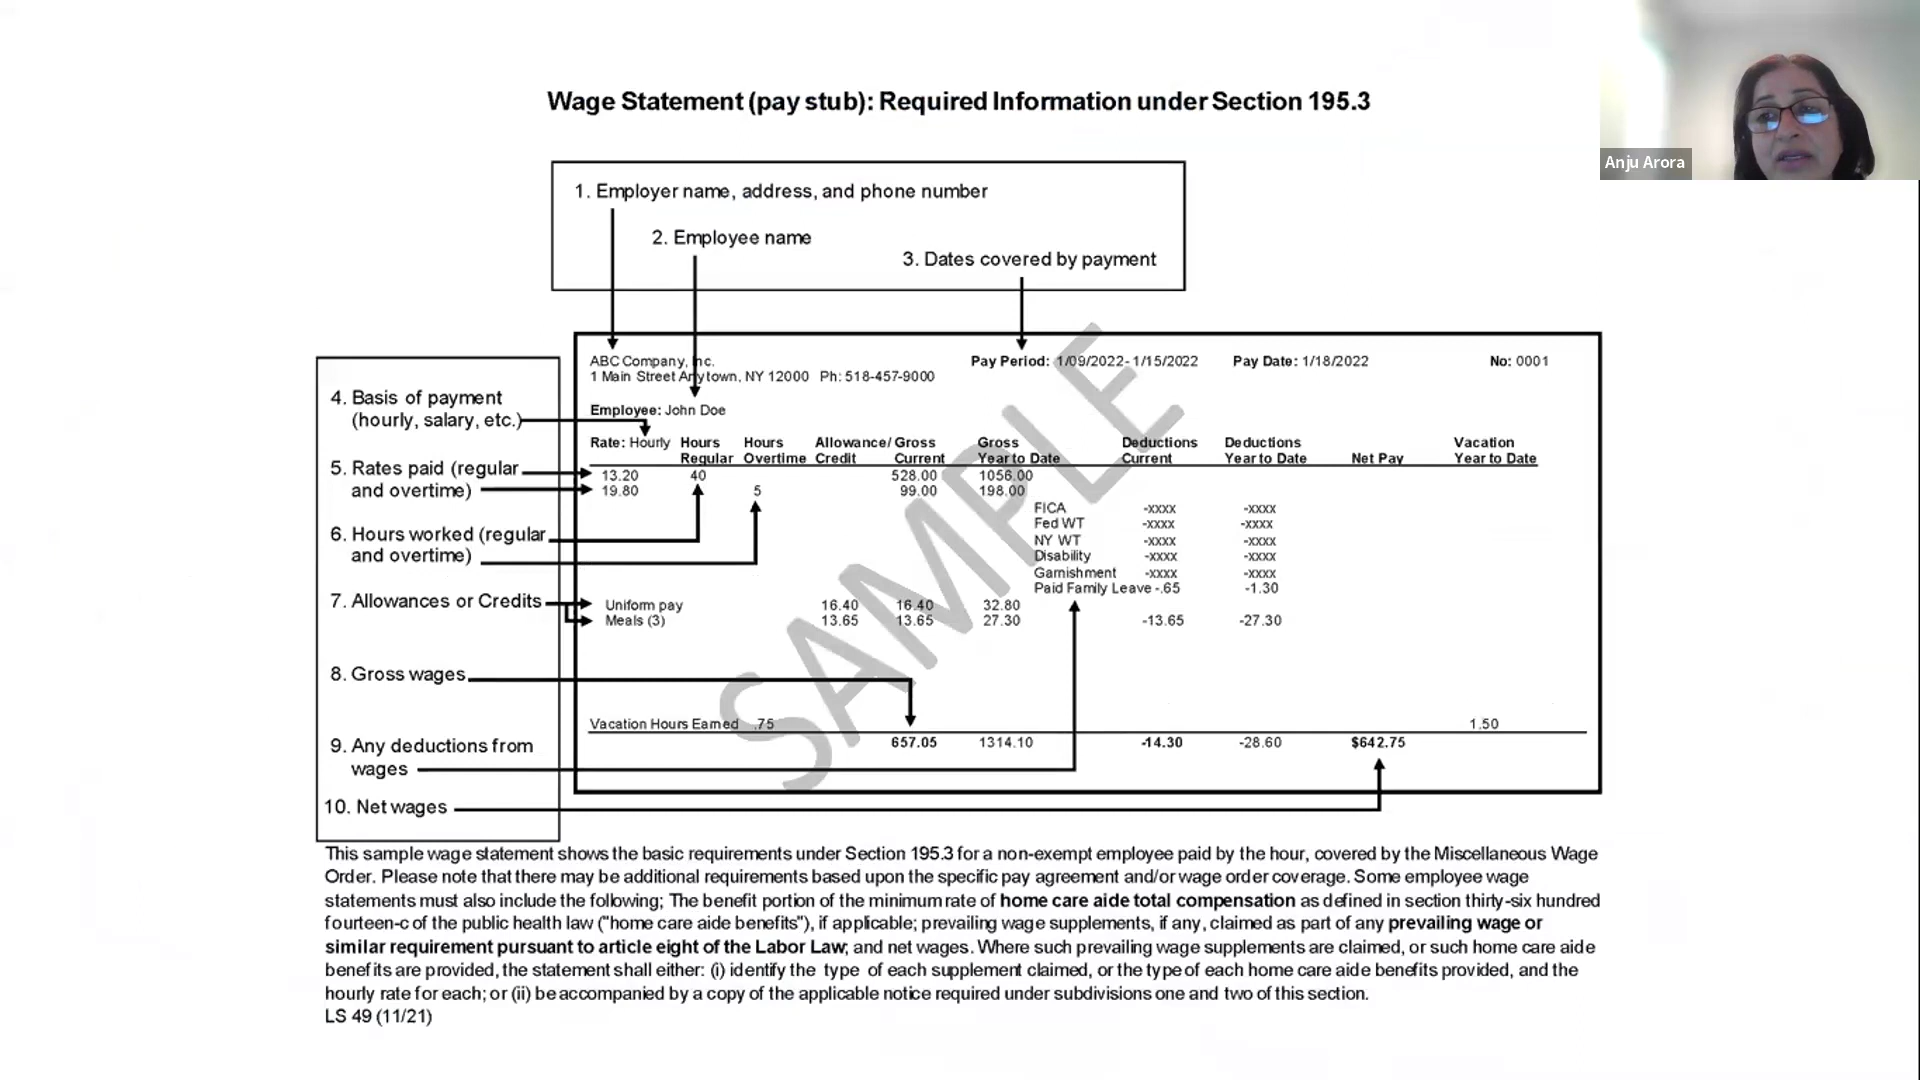 Wage Statement (pay stub): Required Information under Section 195.3
Anju Arora
1. Employer name, address, and phone number
2. Employee name
3. Dates covered by payment
4. Basis of payment
(hourly, salary, etc.)
5. Rates paid (regular
and overtime)
6. Hours worked (regular
and overtime)
7. Allowances or Credits
8. Gross wages
9. Any deductions from
wages
10. Net wages
ABC Company, Inc. Pay Period: 1/09/2022- 1/15/2022 Pay Date: 1/18/2022 No: 0001
1 Main Street Anytown, NY 12000 Ph: 518-457-9000
Employee: John Doe
Rate: Hourly Hours Hours Allowance/ Gross Gross Deductions Deductions Vacation
Regular Overtime Credit Current Year to Date Current Year to Date Net Pay Year to Date
13.20 40 528.00 1056.00
19.80 5 99.00 198.00
FICA -xxxx -xxxx
Fed WT -xxxx -xxxx
NY WT -xxxx -xxxx
Disability -xxxx -xxxx
Garnishment -xxxx -xxxx
Paid Family Leave -.65 -1.30
Uniform pay 16.40 16.40 32.80
Meals (3) 13.65 13.65 27.30 -13.65 -27.30
Vacation Hours Earned .75 1.50
657.05 1314.10 -14.30 -28.60 $642.75
SAMPLE
This sample wage statement shows the basic requirements under Section 195.3 for a non-exempt employee paid by the hour, covered by the Miscellaneous Wage
Order. Please note that there may be additional requirements based upon the specific pay agreement and/or wage order coverage. Some employee wage
statements must also include the following; The benefit portion of the minimum rate of home care aide total compensation as defined in section thirty-six hundred
fourteen-c of the public health law ("home care aide benefits"), if applicable; prevailing wage supplements, if any, claimed as part of any prevailing wage or
similar requirement pursuant to article eight of the Labor Law; and net wages. Where such prevailing wage supplements are claimed, or such home care aide
benefits are provided, the statement shall either: (i) identify the type of each supplement claimed, or the type of each home care aide benefits provided, and the
hourly rate for each; or (ii) be accompanied by a copy of the applicable notice required under subdivisions one and two of this section.
LS 49 (11/21)